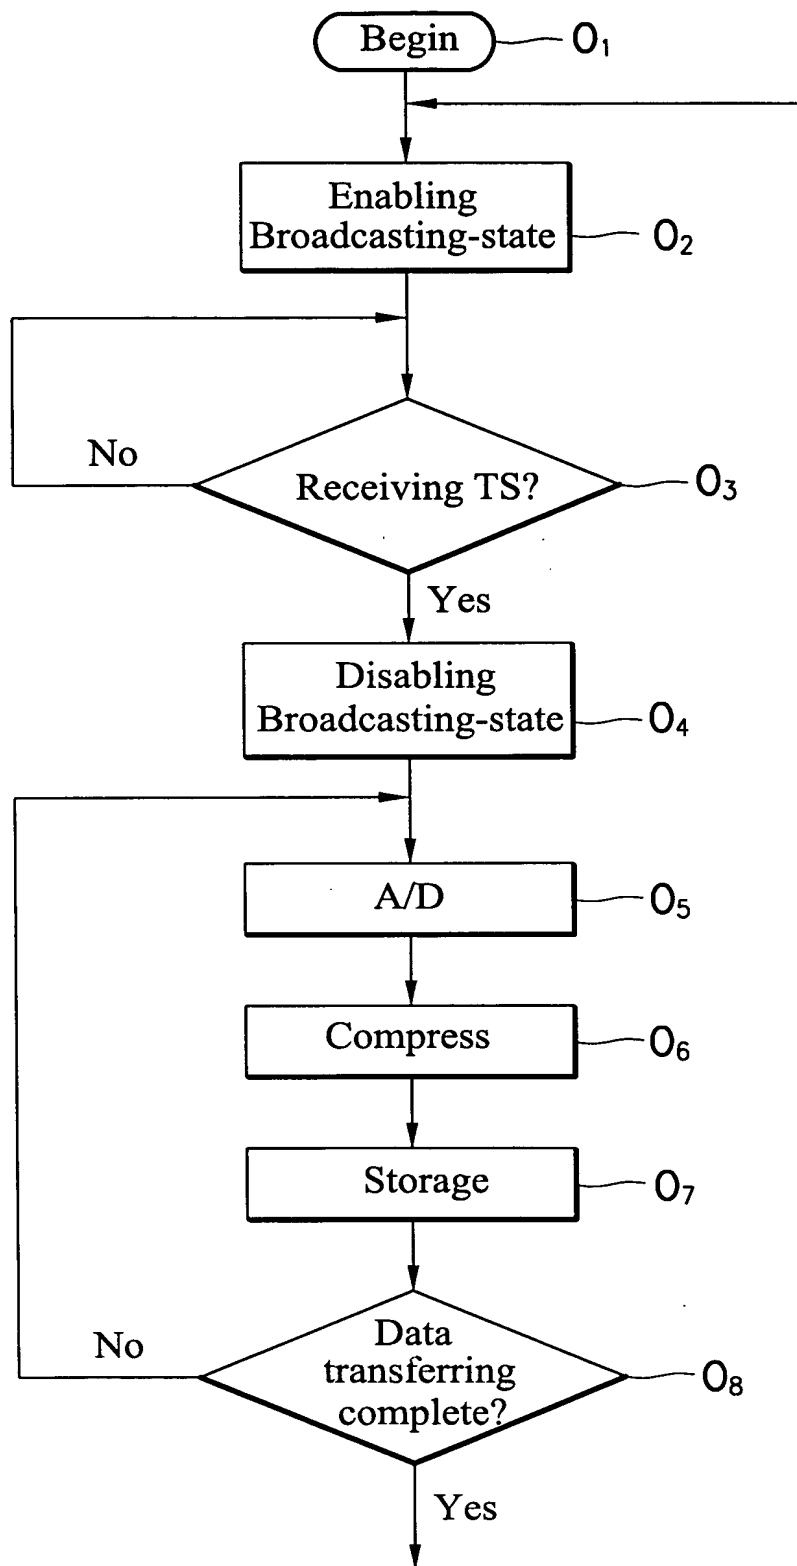 Begin
O1
Enabling
Broadcasting-state
O2
No
Receiving TS?
O3
Yes
Disabling
Broadcasting-state
O4
A/D
O5
Compress
O6
Storage
O7
No
Data
transferring
complete?
O8
Yes